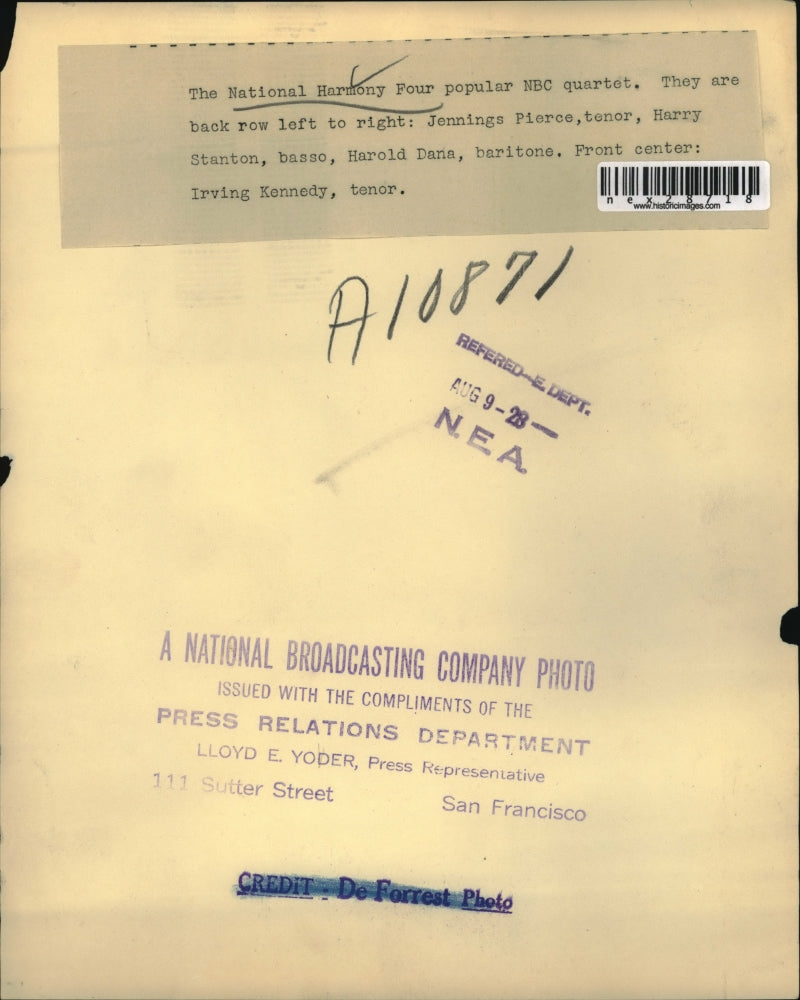 The National Harmony Four popular NBC quartet. They are
back row left to right: Jennings Pierce,tenor, Harry
Stanton, basso, Harold Dana, baritone. Front center:
Irving Kennedy, tenor.
nex28718
www.historicimages.com
A10871
REFERED-E. DEPT.
AUG 9-28-
N.E.A.
A NATIONAL BROADCASTING COMPANY PHOTO
ISSUED WITH THE COMPLIMENTS OF THE
PRESS RELATIONS DEPARTMENT
LLOYD E. YODER, Press Representative
111 Sutter Street San Francisco
CREDiT - De Forrest Photo